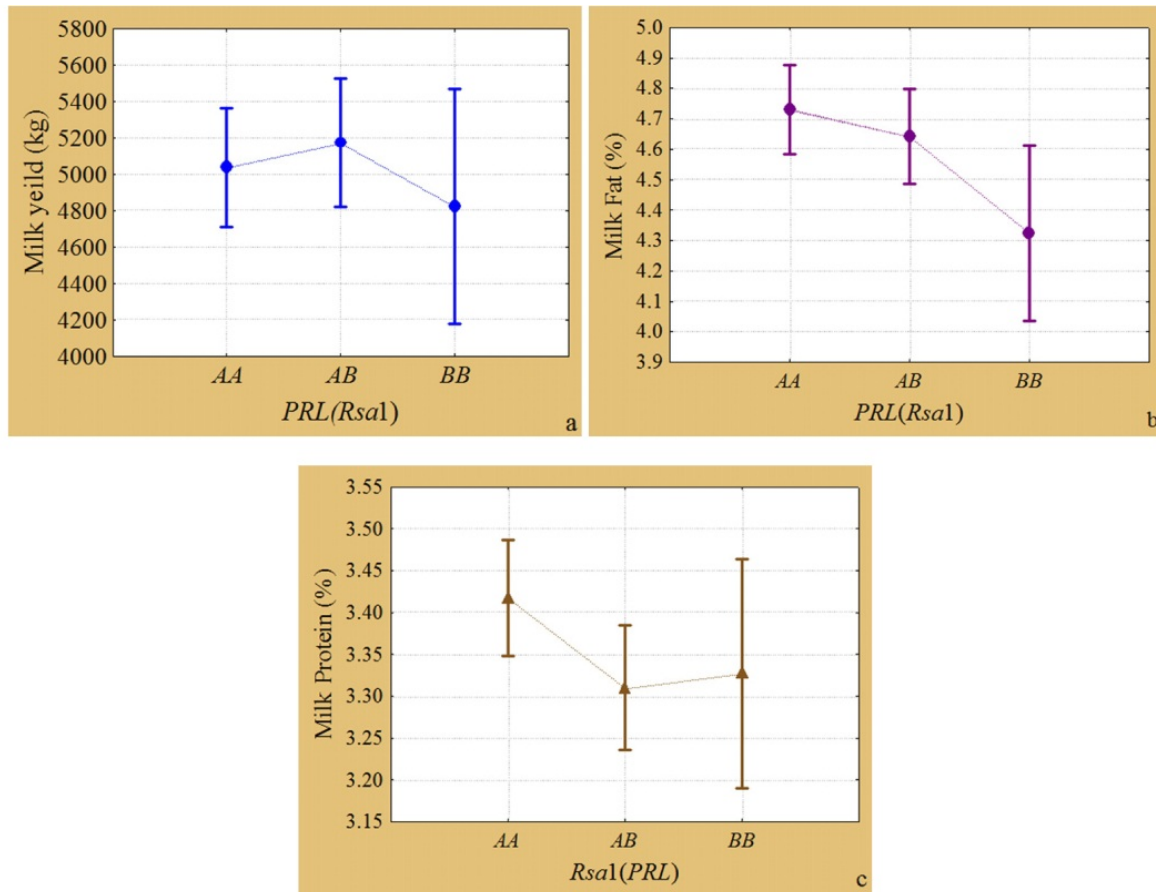 Milk yeild (kg)
5800
5600
5400
5200
5000
4800
4600
4400
4200
4000
AA AB BB
PRL(Rsa1)
a
Milk Fat (%)
5.0
4.9
4.8
4.7
4.6
4.5
4.4
4.3
4.2
4.1
4.0
3.9
AA AB BB
PRL(Rsa1)
b
Milk Protein (%)
3.55
3.50
3.45
3.40
3.35
3.30
3.25
3.20
3.15
AA AB BB
Rsa1(PRL)
c